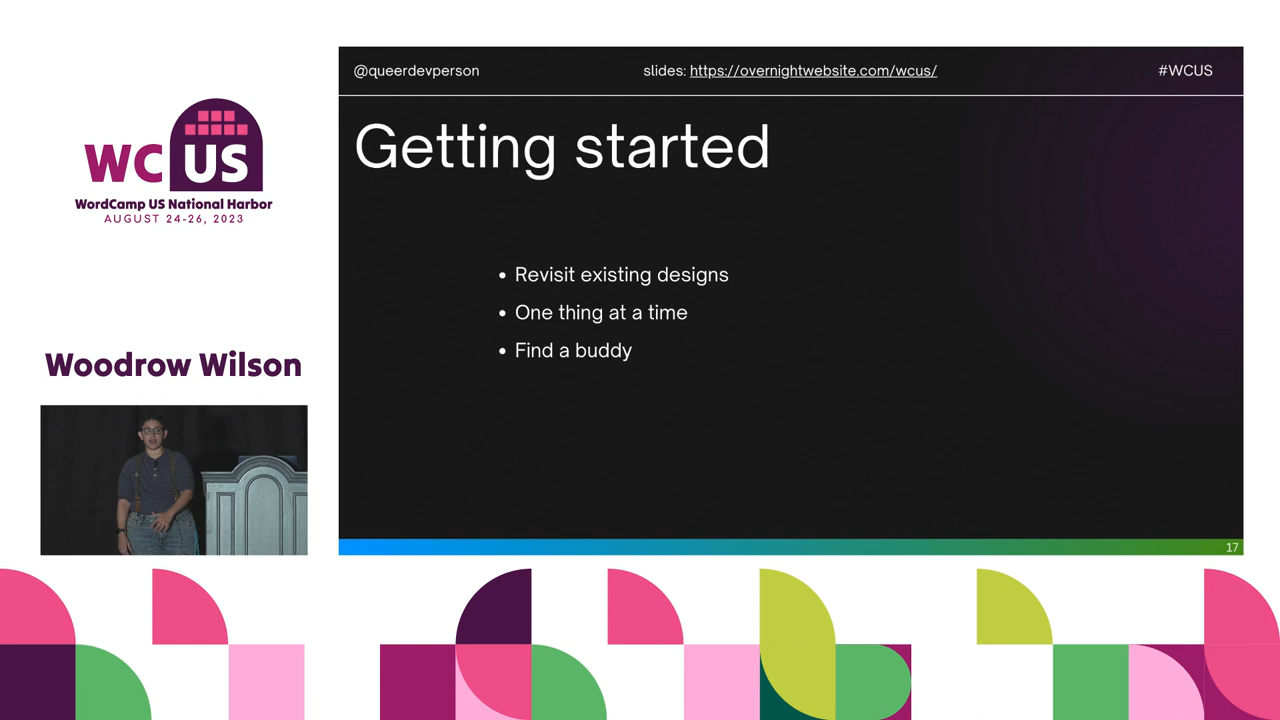 @queerdevperson
slides: https://overnightwebsite.com/wcus/
#WCUS
WC US
WordCamp US National Harbor
AUGUST 24-26, 2023
Getting started
• Revisit existing designs
• One thing at a time
• Find a buddy
Woodrow Wilson
17